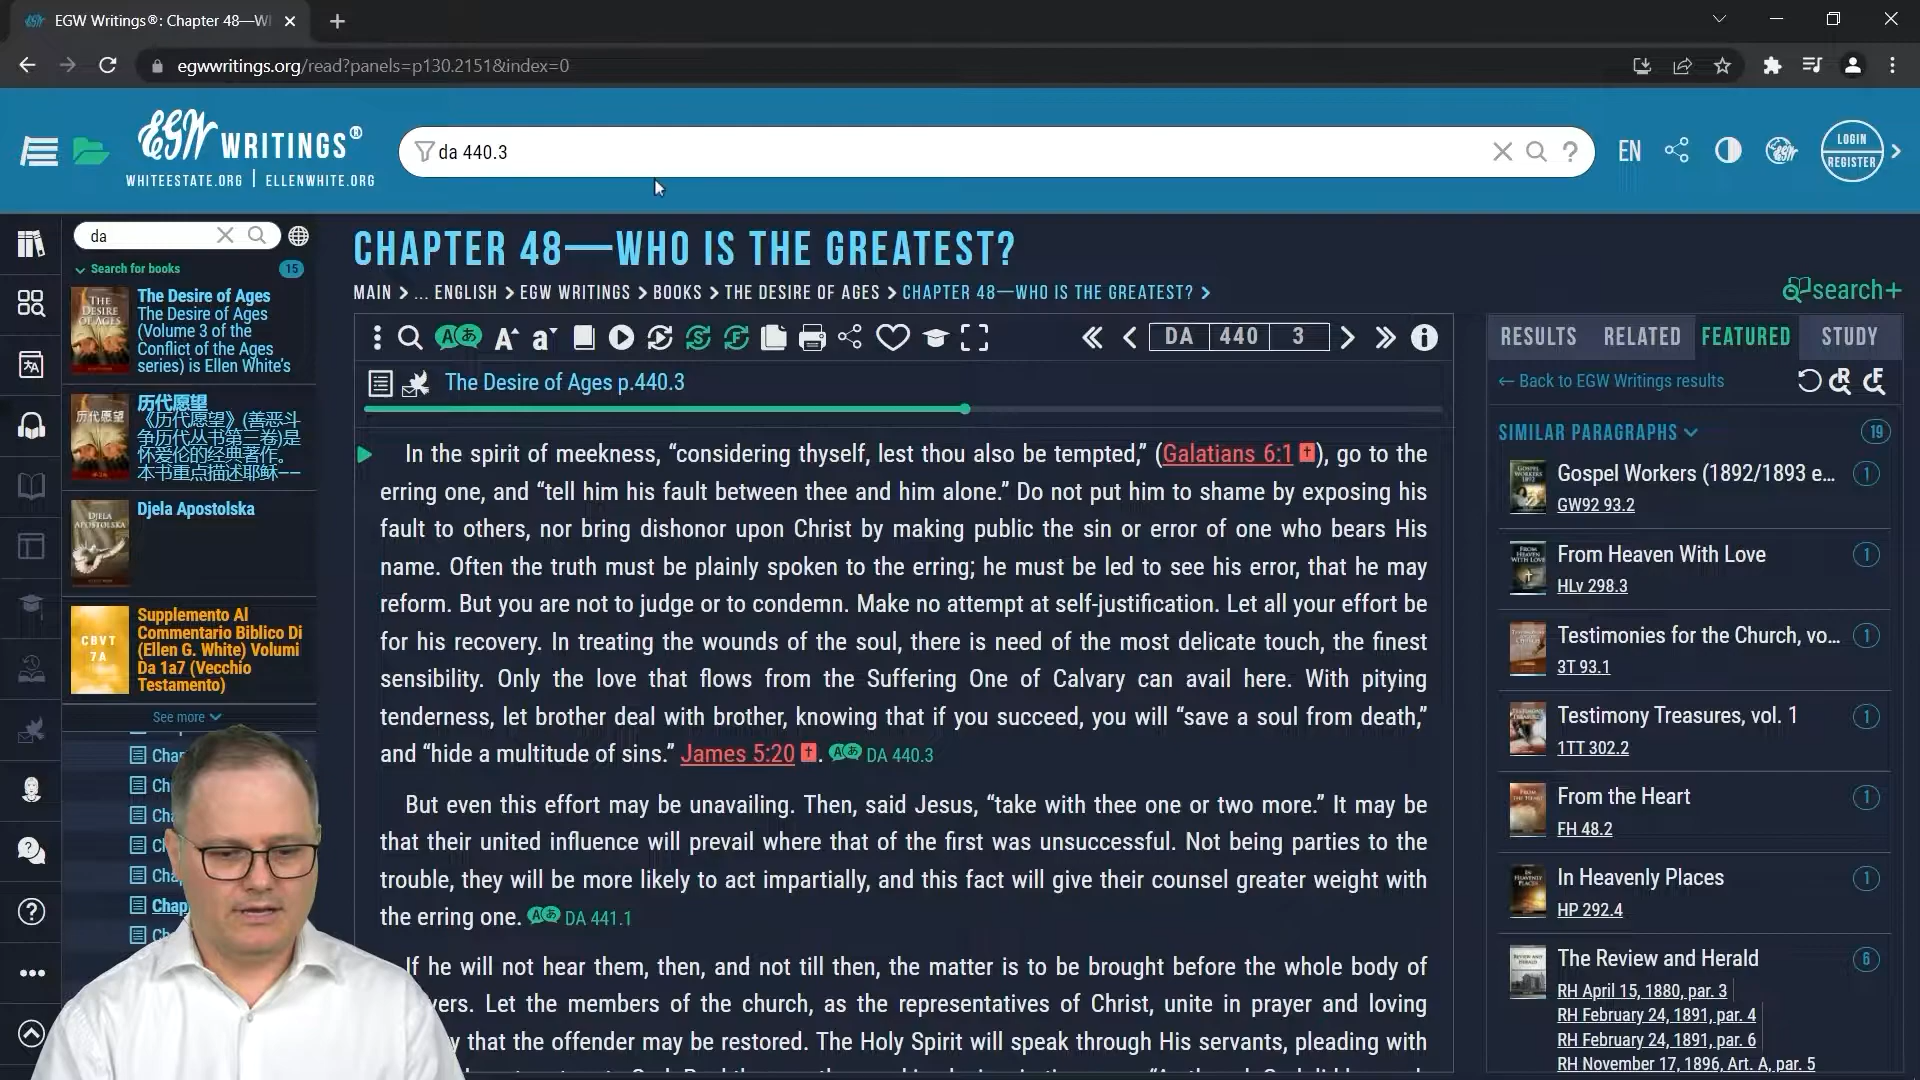 EGW Writings®: Chapter 48—W
egwwritings.org/read?panels=p130.2151&index=0
EGW WRITINGS®
WHITEESTATE.ORG | ELLENWHITE.ORG
da 440.3
EN
LOGIN
REGISTER
da
Search for books
15
The Desire of Ages
The Desire of Ages
(Volume 3 of the
Conflict of the Ages
series) is Ellen White's
历代愿望
《历代愿望》(善恶斗
争历代丛书第三卷)是
怀爱伦的经典著作。
本书重点描述耶稣——
Djela Apostolska
CBVT
7A
Supplemento Al
Commentario Biblico Di
(Ellen G. White) Volumi
Da 1a7 (Vecchio
Testamento)
See more
Chap
CHAPTER 48—WHO IS THE GREATEST?
MAIN > ... ENGLISH > EGW WRITINGS > BOOKS > THE DESIRE OF AGES > CHAPTER 48—WHO IS THE GREATEST? >
search+
DA 440 3
The Desire of Ages p.440.3
In the spirit of meekness, “considering thyself, lest thou also be tempted,” (Galatians 6:1), go to the
erring one, and “tell him his fault between thee and him alone.” Do not put him to shame by exposing his
fault to others, nor bring dishonor upon Christ by making public the sin or error of one who bears His
name. Often the truth must be plainly spoken to the erring; he must be led to see his error, that he may
reform. But you are not to judge or to condemn. Make no attempt at self-justification. Let all your effort be
for his recovery. In treating the wounds of the soul, there is need of the most delicate touch, the finest
sensibility. Only the love that flows from the Suffering One of Calvary can avail here. With pitying
tenderness, let brother deal with brother, knowing that if you succeed, you will “save a soul from death,”
and “hide a multitude of sins.” James 5:20. DA 440.3
But even this effort may be unavailing. Then, said Jesus, “take with thee one or two more.” It may be
that their united influence will prevail where that of the first was unsuccessful. Not being parties to the
trouble, they will be more likely to act impartially, and this fact will give their counsel greater weight with
the erring one. DA 441.1
If he will not hear them, then, and not till then, the matter is to be brought before the whole body of
vers. Let the members of the church, as the representatives of Christ, unite in prayer and loving
y that the offender may be restored. The Holy Spirit will speak through His servants, pleading with
RESULTS RELATED FEATURED STUDY
← Back to EGW Writings results
SIMILAR PARAGRAPHS 19
Gospel Workers (1892/1893 e... 1
GW92 93.2
From Heaven With Love 1
HLv 298.3
Testimonies for the Church, vo... 1
3T 93.1
Testimony Treasures, vol. 1 1
1TT 302.2
From the Heart 1
FH 48.2
In Heavenly Places 1
HP 292.4
The Review and Herald 6
RH April 15, 1880, par. 3
RH February 24, 1891, par. 4
RH February 24, 1891, par. 6
RH November 17, 1896, Art. A, par. 5